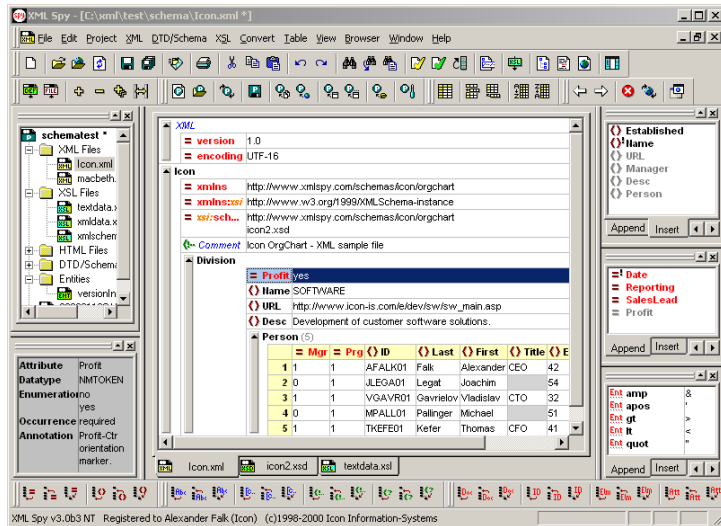 XML Spy - [C:\xml\test\schema\Icon.xml *]
File Edit Project XML DTD/Schema XSL Convert Table View Browser Window Help
schematest *
XML Files
Icon.xml
macbeth.
XSL Files
textdata.x
xmldata.x
xmlschem
HTML Files
DTD/Schema
Entities
versionIn
Attribute Profit
Datatype NMTOKEN
Enumeration no
yes
Occurrence required
Annotation Profit-Ctr
orientation
marker.
XML
= version 1.0
= encoding UTF-16
Icon
= xmlns http://www.xmlspy.com/schemas/icon/orgchart
= xmlns:xsi http://www.w3.org/1999/XMLSchema-instance
= xsi:sch... http://www.xmlspy.com/schemas/icon/orgchart
icon2.xsd
Comment Icon OrgChart - XML sample file
Division
= Profit yes
() Name SOFTWARE
() URL http://www.icon-is.com/e/dev/sw/sw_main.asp
() Desc Development of customer software solutions.
Person (5)
= Mgr = Prg () ID () Last () First () Title () E
1 1 1 AFALK01 Falk Alexander CEO 42
2 0 1 JLEGA01 Legat Joachim 54
3 1 1 VGAVR01 Gavrielov Vladislav CTO 32
4 0 1 MPALL01 Pallinger Michael 51
5 1 1 TKEFE01 Kefer Thomas CFO 41
Icon.xml icon2.xsd textdata.xsl
() Established
()! Name
() URL
() Manager
() Desc
() Person
Append Insert
=! Date
= Reporting
= SalesLead
= Profit
Append Insert
Ent amp &
Ent apos '
Ent gt >
Ent lt <
Ent quot "
Append Insert
XML Spy v3.0b3 NT Registered to Alexander Falk (Icon) (c)1998-2000 Icon Information-Systems